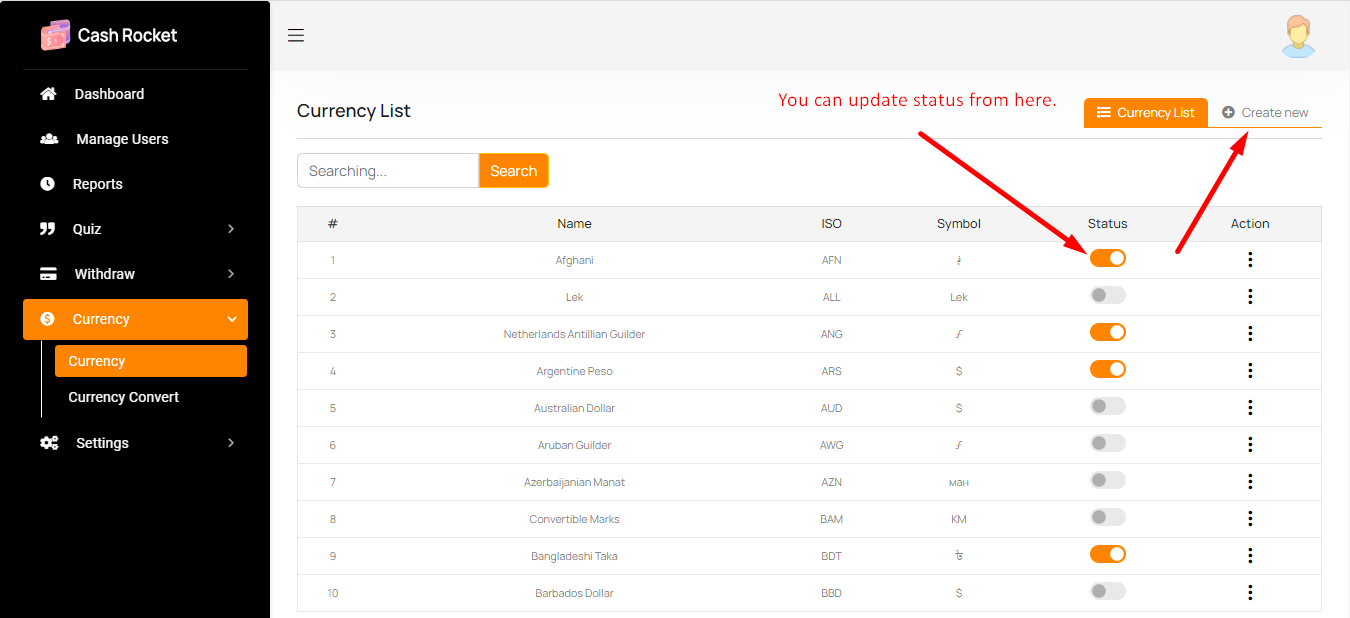 Cash Rocket
Dashboard
Manage Users
Reports
Quiz
Withdraw
Currency
Currency
Currency Convert
Settings
You can update status from here.
Currency List
Currency List
Create new
Searching...
Search
# Name ISO Symbol Status Action
1 Afghani AFN ؋
2 Lek ALL Lek
3 Netherlands Antillian Guilder ANG ƒ
4 Argentine Peso ARS $
5 Australian Dollar AUD $
6 Aruban Guilder AWG ƒ
7 Azerbaijanian Manat AZN ман
8 Convertible Marks BAM KM
9 Bangladeshi Taka BDT ৳
10 Barbados Dollar BBD $